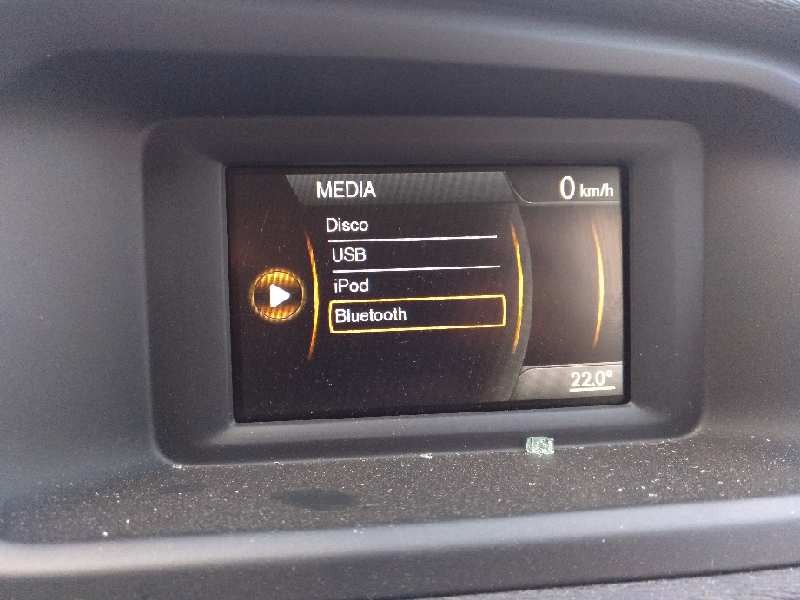 MEDIA
0 km/h
Disco
USB
iPod
Bluetooth
22.0°